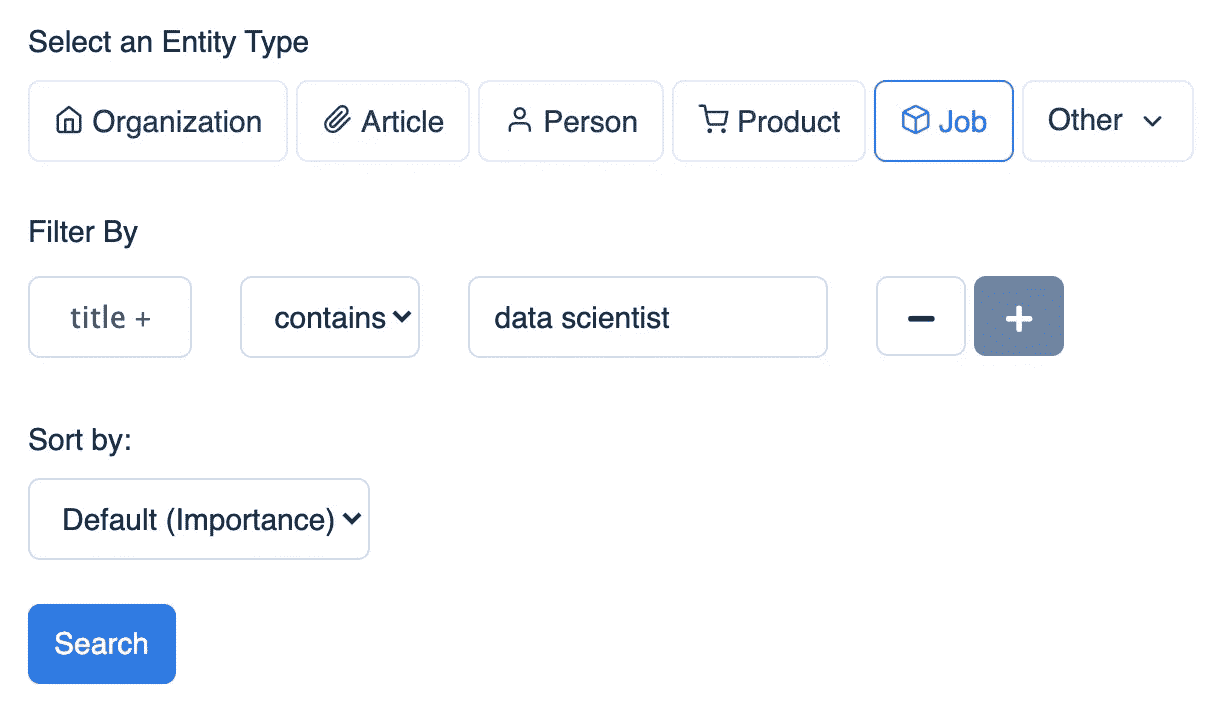 Select an Entity Type
Organization Article Person Product Job Other
Filter By
title + contains data scientist
Sort by:
Default (Importance)
Search